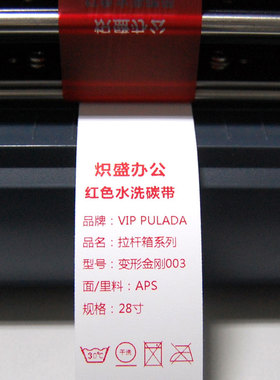 炽盛办公
红色水洗碳带
品牌：VIP PULADA
品名：拉杆箱系列
型号：变形金刚003
面/里料：APS
规格：28寸
30℃
干洗